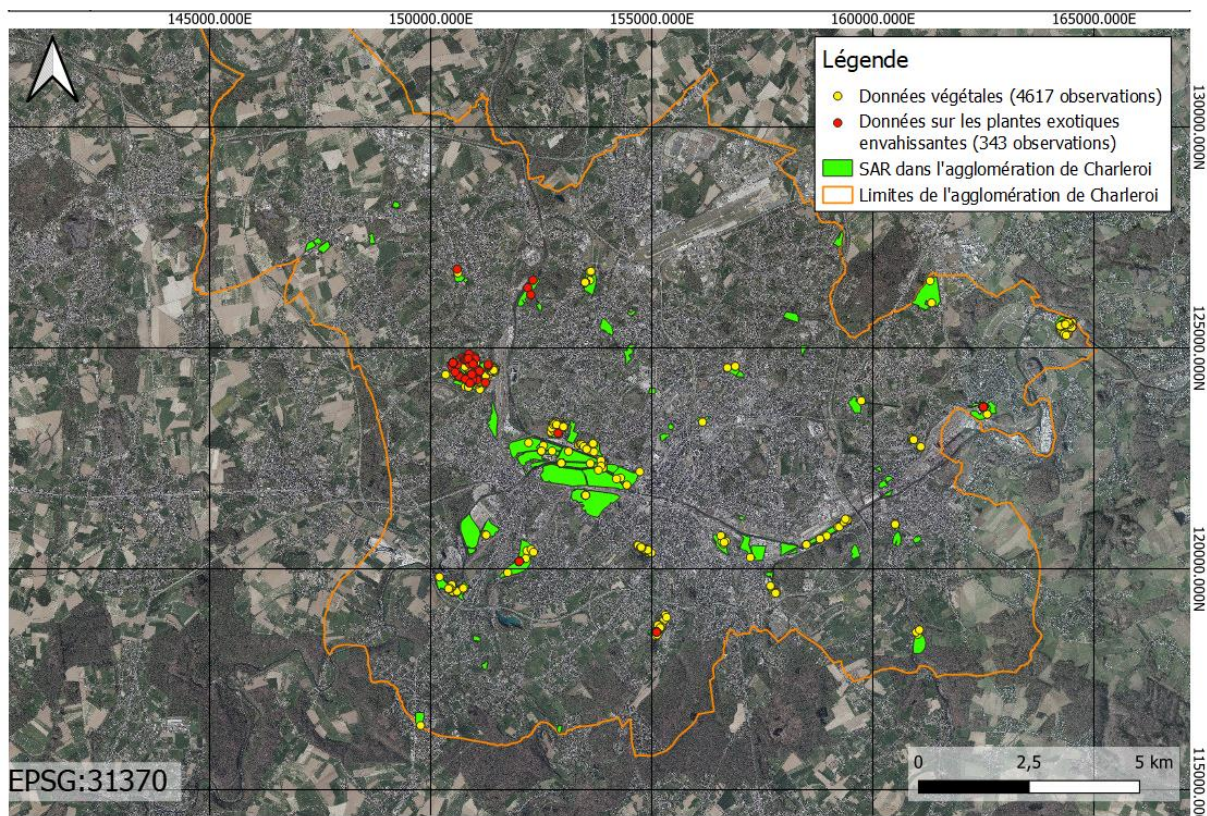 145000.000E 150000.000E 155000.000E 160000.000E 165000.000E
Légende
Données végétales (4617 observations)
Données sur les plantes exotiques
envahissantes (343 observations)
SAR dans l'agglomération de Charleroi
Limites de l'agglomération de Charleroi
130000.000N
125000.000N
120000.000N
115000.00
0 2,5 5 km
EPSG:31370